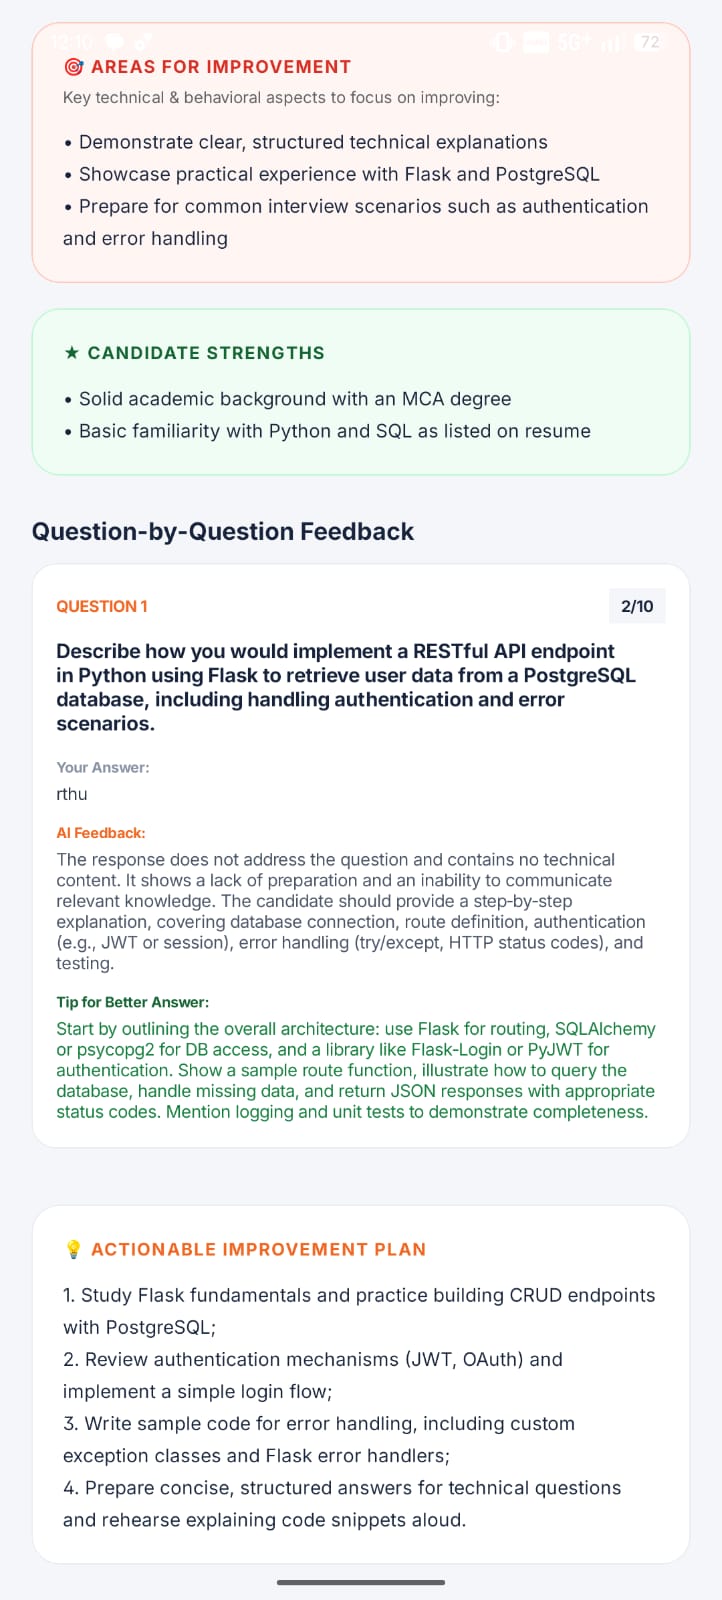 12:10 5G+ 72
🎯 AREAS FOR IMPROVEMENT
Key technical & behavioral aspects to focus on improving:
• Demonstrate clear, structured technical explanations
• Showcase practical experience with Flask and PostgreSQL
• Prepare for common interview scenarios such as authentication
and error handling
★ CANDIDATE STRENGTHS
• Solid academic background with an MCA degree
• Basic familiarity with Python and SQL as listed on resume
Question-by-Question Feedback
QUESTION 1 2/10
Describe how you would implement a RESTful API endpoint
in Python using Flask to retrieve user data from a PostgreSQL
database, including handling authentication and error
scenarios.
Your Answer:
rthu
AI Feedback:
The response does not address the question and contains no technical
content. It shows a lack of preparation and an inability to communicate
relevant knowledge. The candidate should provide a step-by-step
explanation, covering database connection, route definition, authentication
(e.g., JWT or session), error handling (try/except, HTTP status codes), and
testing.
Tip for Better Answer:
Start by outlining the overall architecture: use Flask for routing, SQLAlchemy
or psycopg2 for DB access, and a library like Flask-Login or PyJWT for
authentication. Show a sample route function, illustrate how to query the
database, handle missing data, and return JSON responses with appropriate
status codes. Mention logging and unit tests to demonstrate completeness.
💡 ACTIONABLE IMPROVEMENT PLAN
1. Study Flask fundamentals and practice building CRUD endpoints
with PostgreSQL;
2. Review authentication mechanisms (JWT, OAuth) and
implement a simple login flow;
3. Write sample code for error handling, including custom
exception classes and Flask error handlers;
4. Prepare concise, structured answers for technical questions
and rehearse explaining code snippets aloud.